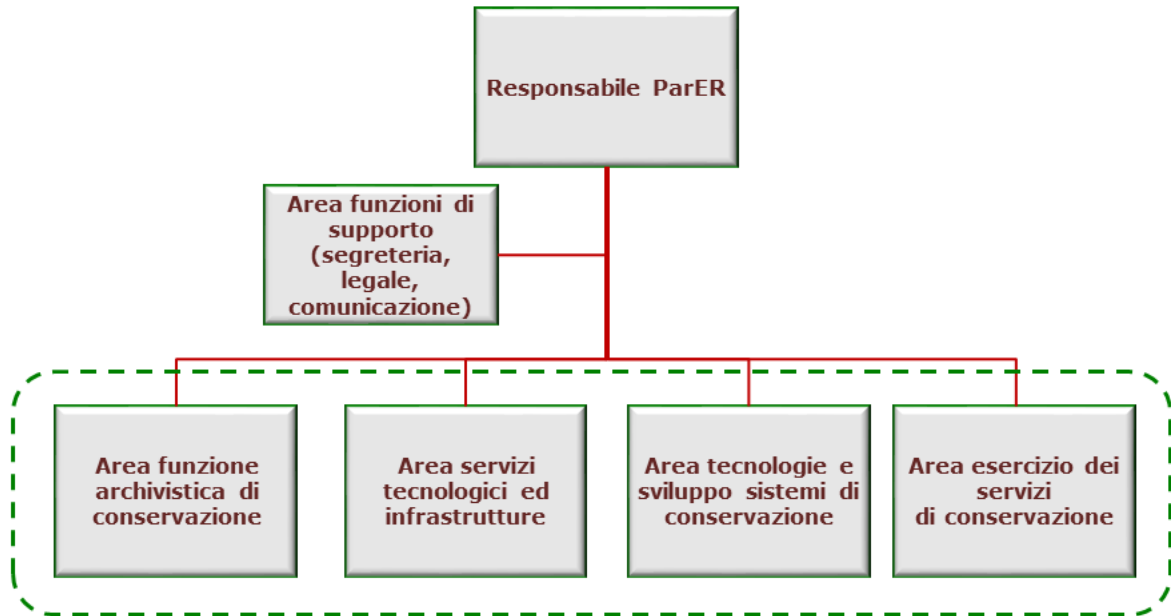 Responsabile ParER
Area funzioni di
supporto
(segreteria,
legale,
comunicazione)
Area funzione
archivistica di
conservazione
Area servizi
tecnologici ed
infrastrutture
Area tecnologie e
sviluppo sistemi di
conservazione
Area esercizio dei
servizi
di conservazione